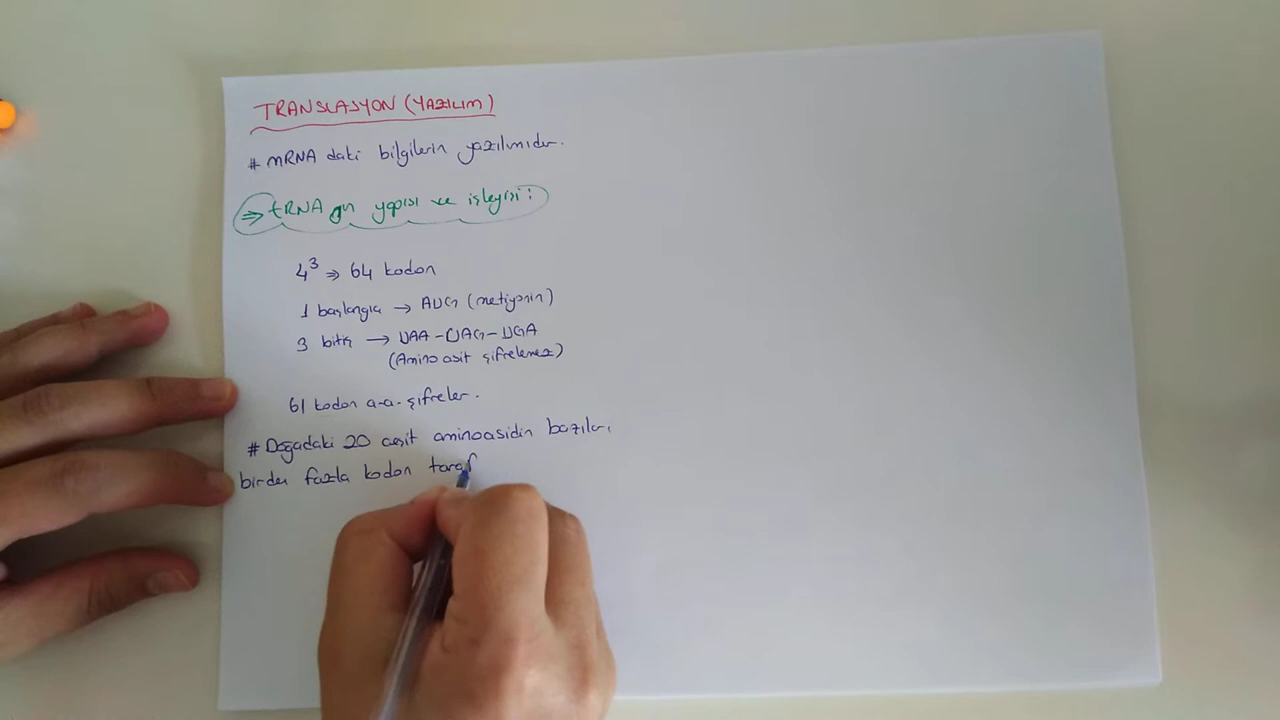 TRANSLASYON (YAZILIM)
# mRNA daki bilgilerin yazılımıdır.
⇒ tRNA nın yapısı ve işleyişi:
4³ ⇒ 64 kodon
1 başlangıç → AUG (metiyonin)
3 bitiş → UAA - UAG - UGA
(Amino asit şifrelemez)
61 kodon a.a. şifreler.
# Doğadaki 20 çeşit aminoasidin bazıları
birden fazla kodon taraf